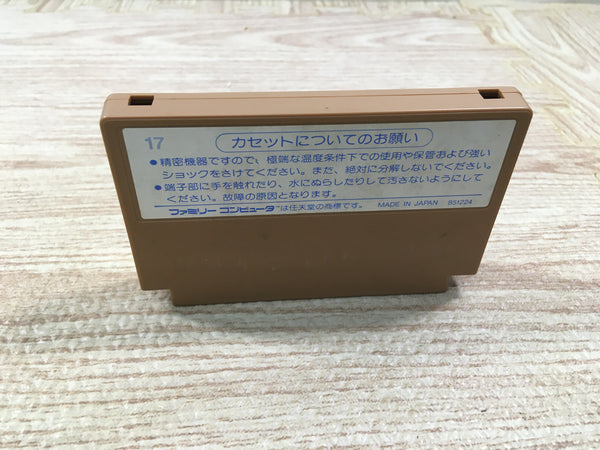 17
カセットについてのお願い
●精密機器ですので、極端な温度条件下での使用や保管および強い
ショックをさけてください。また、絶対に分解しないでください。
●端子部に手を触れたり、水にぬらしたりして汚さないようにして
ください。故障の原因となります。
ファミリー コンピュータ™は任天堂の商標です。 MADE IN JAPAN 851224